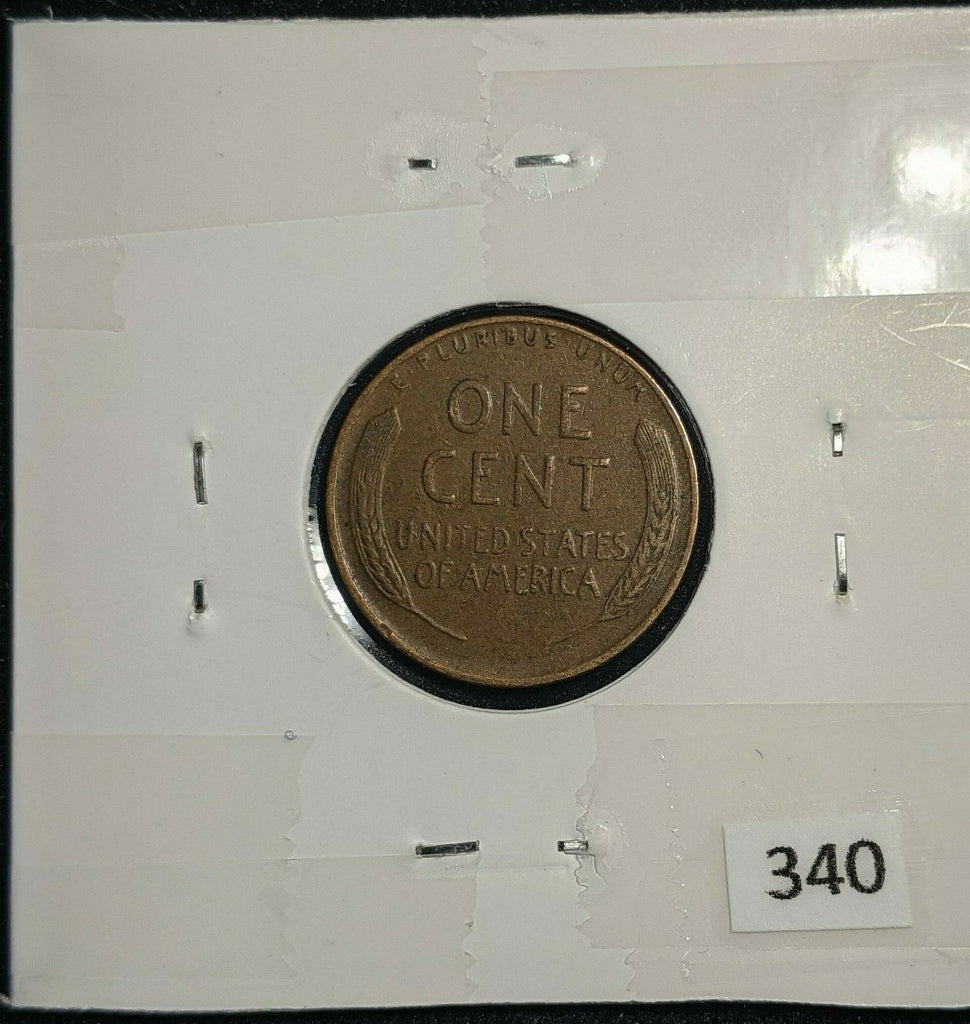 E·PLURIBUS·UNUM
ONE
CENT
UNITED STATES
OF AMERICA
340